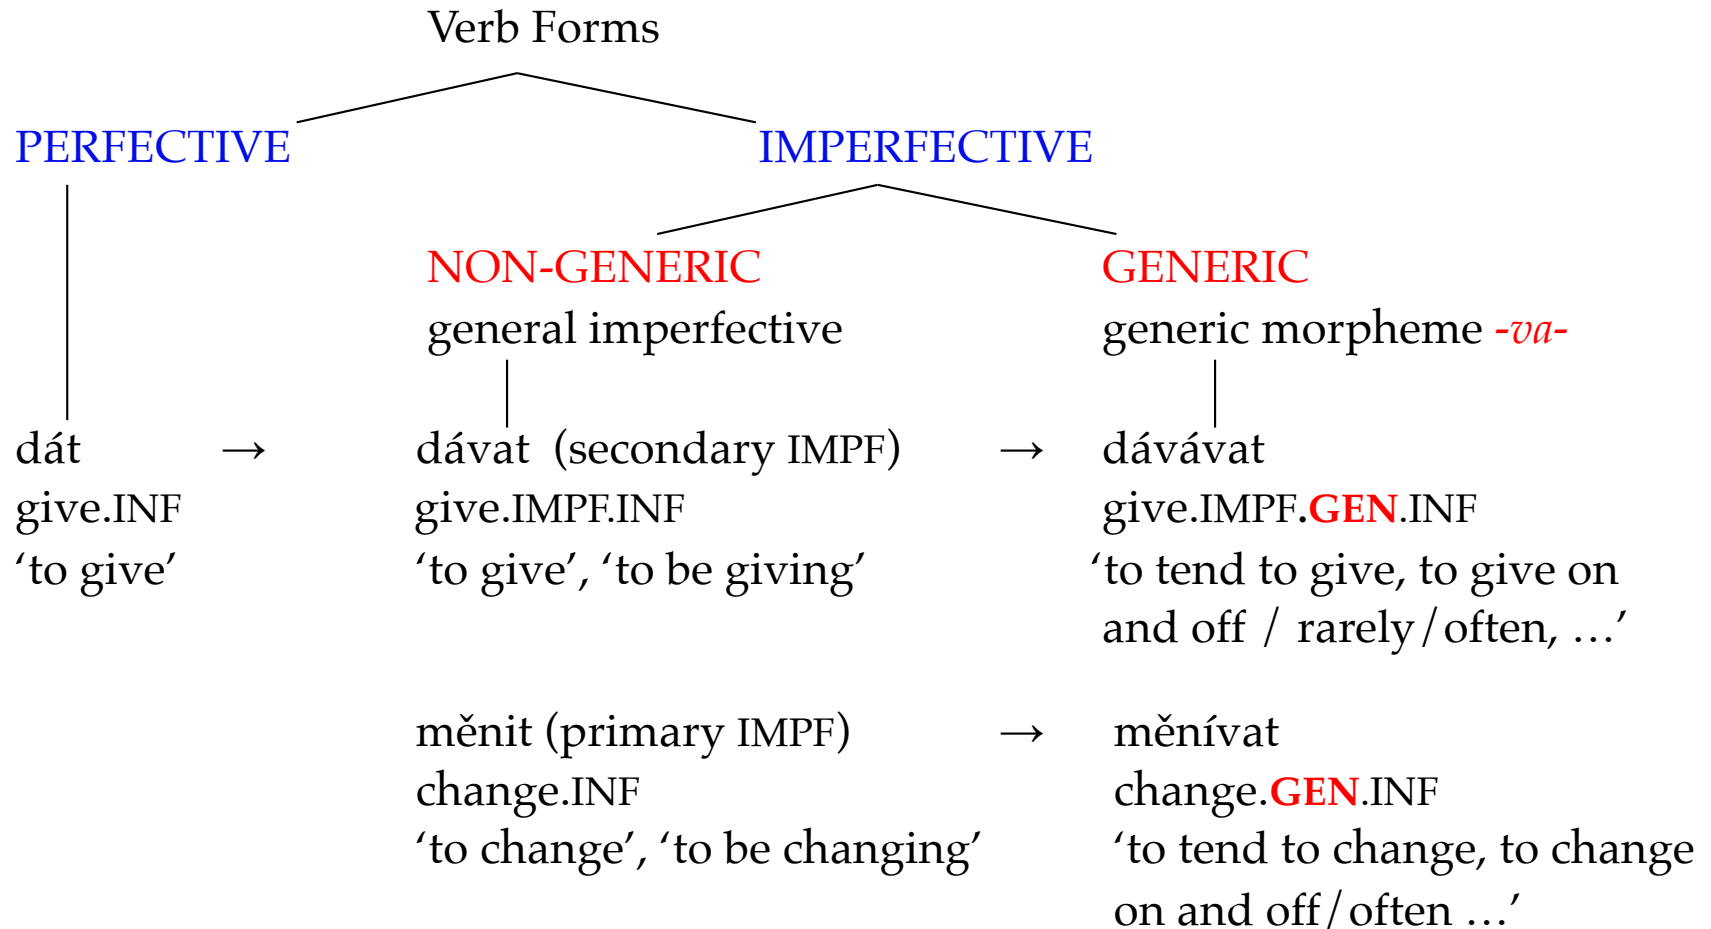 Verb Forms
PERFECTIVE IMPERFECTIVE
NON-GENERIC GENERIC
general imperfective generic morpheme -va-
dát → dávat (secondary IMPF) → dávávat
give.INF give.IMPF.INF give.IMPF.GEN.INF
‘to give’ ‘to give’, ‘to be giving’ ‘to tend to give, to give on
and off / rarely/often, …’
měnit (primary IMPF) → měnívat
change.INF change.GEN.INF
‘to change’, ‘to be changing’ ‘to tend to change, to change
on and off/often …’